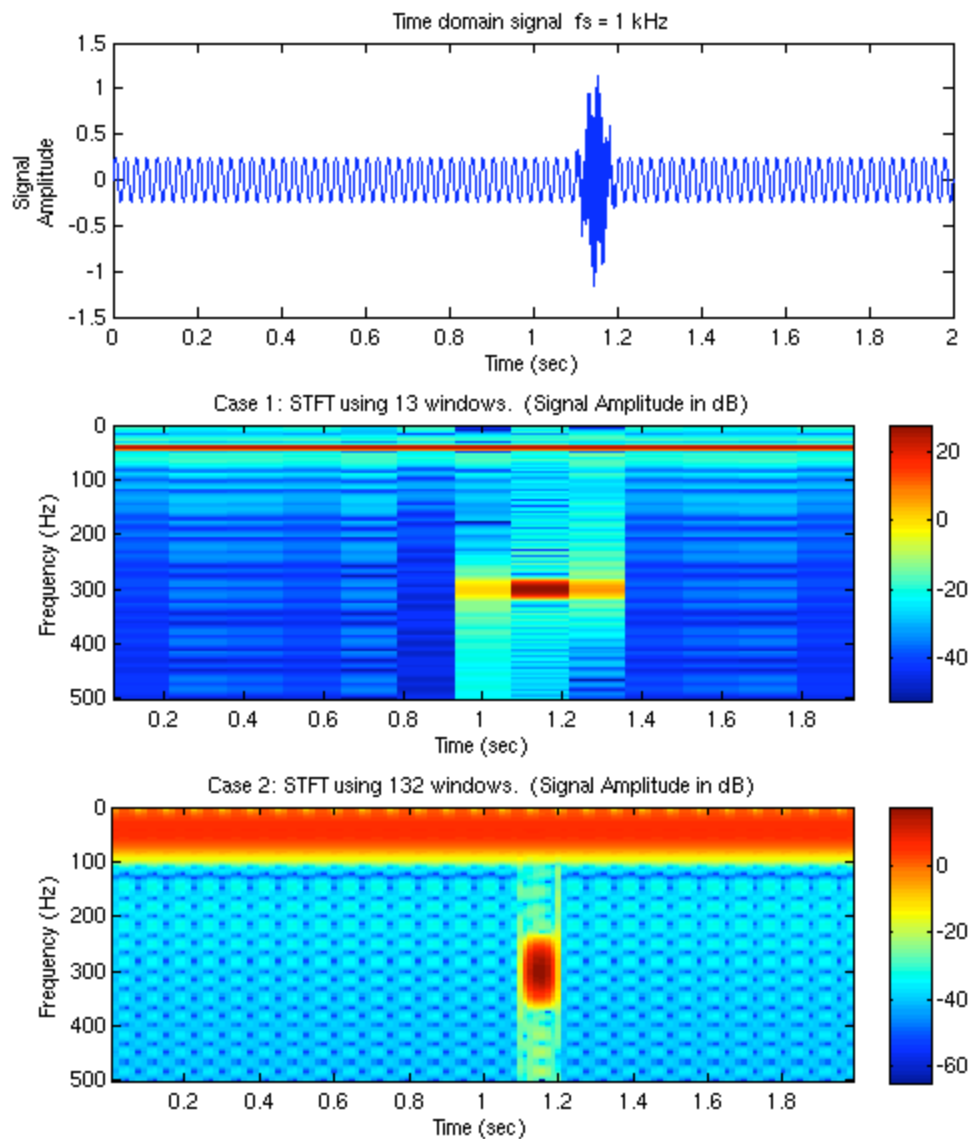 Time domain signal fs = 1 kHz
1.5
1
0.5
0
-0.5
-1
-1.5
Signal
Amplitude
0 0.2 0.4 0.6 0.8 1 1.2 1.4 1.6 1.8 2
Time (sec)
Case 1: STFT using 13 windows. (Signal Amplitude in dB)
0
100
200
300
400
500
Frequency (Hz)
0.2 0.4 0.6 0.8 1 1.2 1.4 1.6 1.8
Time (sec)
20
0
-20
-40
Case 2: STFT using 132 windows. (Signal Amplitude in dB)
0
100
200
300
400
500
Frequency (Hz)
0.2 0.4 0.6 0.8 1 1.2 1.4 1.6 1.8
Time (sec)
0
-20
-40
-60